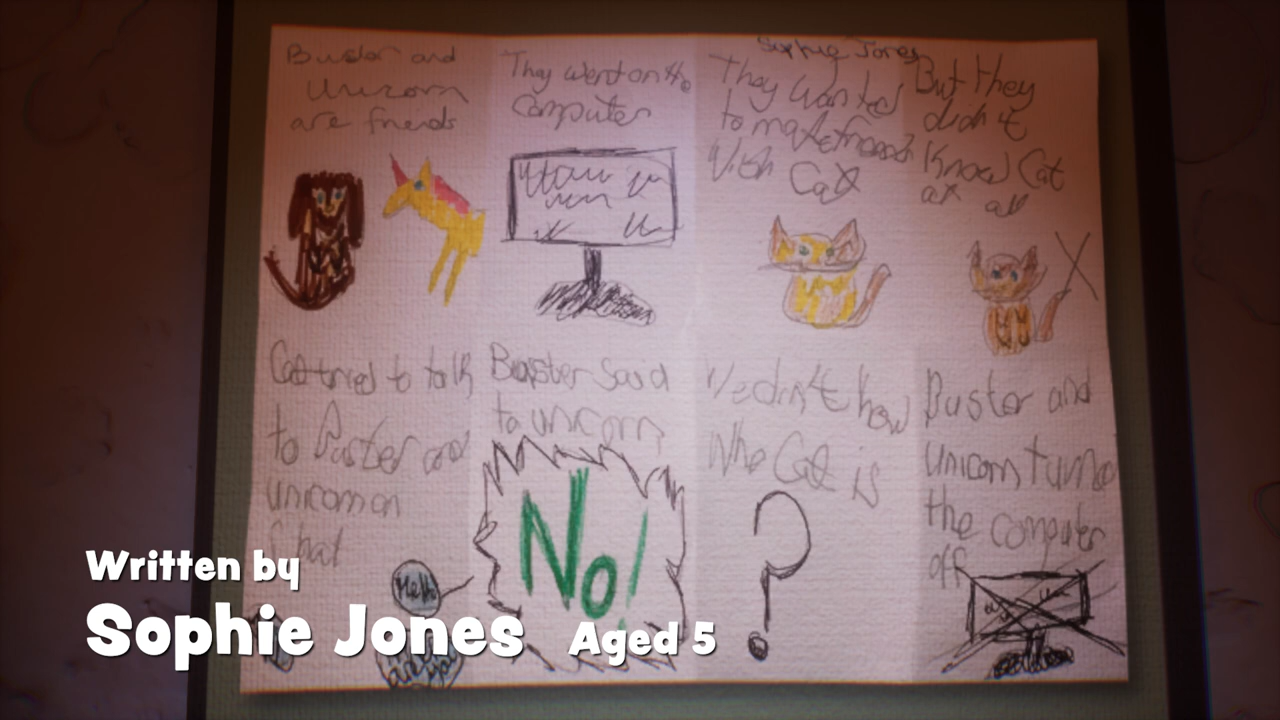 Sophie Jones
Buster and
Unicorn
are friends
They went on the
computer
They wanted
to make friends
With Cat
But they
didn't
Know Cat
at all
Cat tried to talk
to Buster and
unicorn on
Chat
Hello
Buster said
to unicorn
No!
We don't know
Who Cat is
?
Buster and
Unicorn turned
the computer
off
Written by
Sophie Jones Aged 5